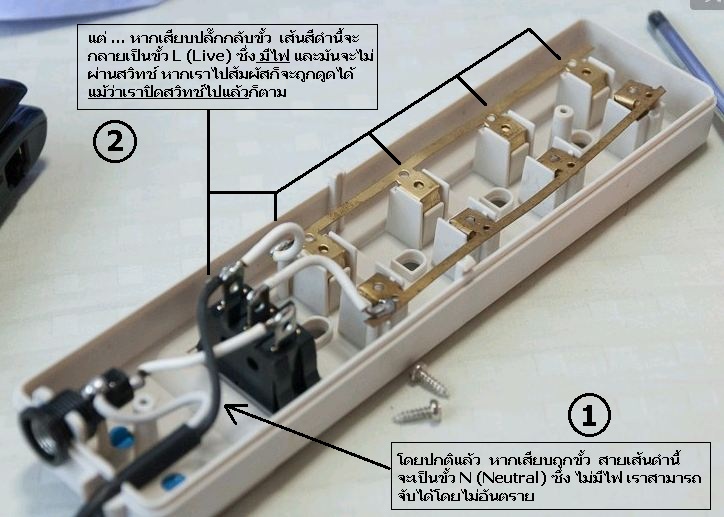 แต่ ... หากเสียบปลั๊กกลับขั้ว เส้นสีดำนี้จะ
กลายเป็นขั้ว L (Live) ซึ่ง มีไฟ และมันจะไม่
ผ่านสวิทช์ หากเราไปสัมผัสก็จะถูกดูดได้
แม้ว่าเราปิดสวิทช์ไปแล้วก็ตาม
2
1
โดยปกติแล้ว หากเสียบถูกขั้ว สายเส้นดำนี้
จะเป็นขั้ว N (Neutral) ซึ่ง ไม่มีไฟ เราสามารถ
จับได้โดยไม่อันตราย